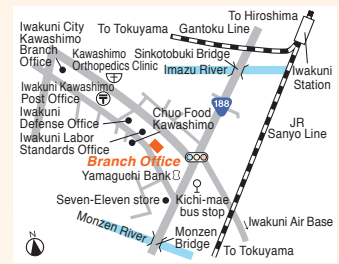 To Hiroshima
Iwakuni City
Kawashimo
Branch
Office
To Tokuyama
Gantoku Line
Kawashimo
Orthopedics Clinic
Sinkotobuki Bridge
Imazu River
Iwakuni
Station
Iwakuni Kawashimo
Post Office
Iwakuni
Defense Office
Iwakuni Labor
Standards Office
Chuo Food
Kawashimo
188
JR
Sanyo Line
Branch Office
Yamaguchi Bank
Seven-Eleven store
Kichi-mae
bus stop
Iwakuni Air Base
Monzen River
Monzen
Bridge
To Tokuyama
N